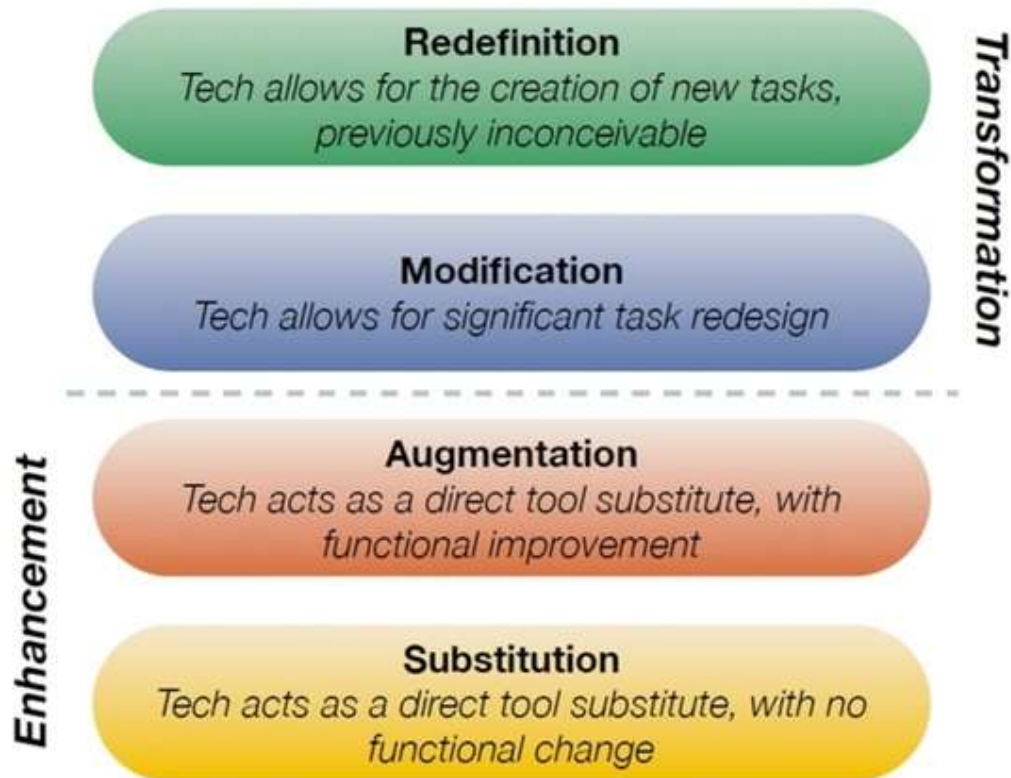 Redefinition
Tech allows for the creation of new tasks,
previously inconceivable
Transformation
Modification
Tech allows for significant task redesign
Augmentation
Tech acts as a direct tool substitute, with
functional improvement
Enhancement
Substitution
Tech acts as a direct tool substitute, with no
functional change